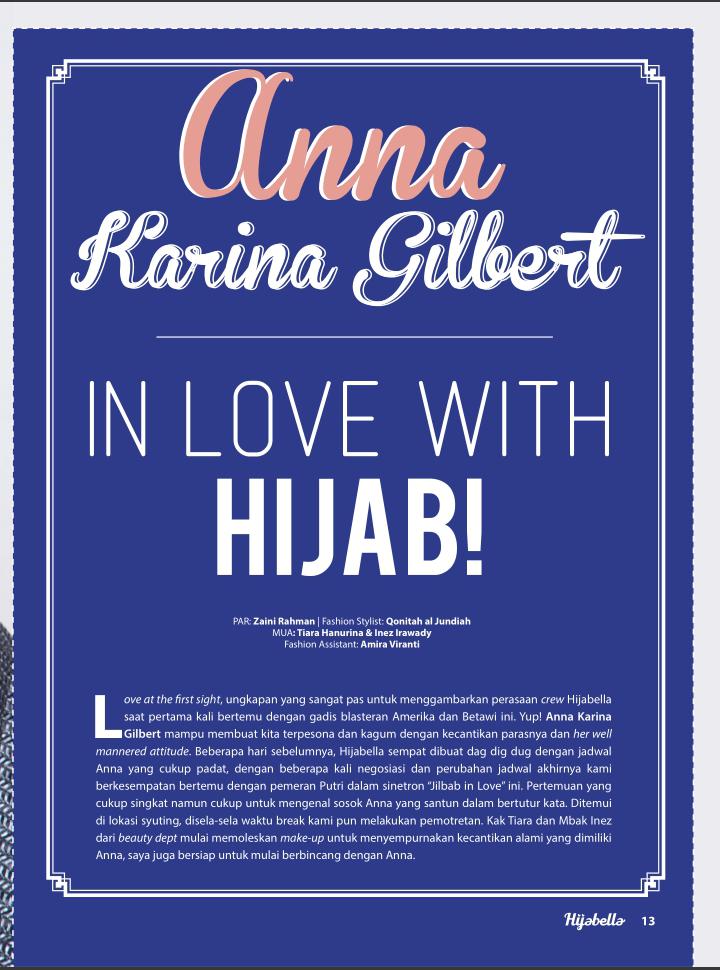 Anna
Karina Gilbert
IN LOVE WITH
HIJAB!
PAR: Zaini Rahman | Fashion Stylist: Qonitah al Jundiah
MUA: Tiara Hanurina & Inez Irawady
Fashion Assistant: Amira Viranti
Love at the first sight, ungkapan yang sangat pas untuk menggambarkan perasaan crew Hijabella
saat pertama kali bertemu dengan gadis blasteran Amerika dan Betawi ini. Yup! Anna Karina
Gilbert mampu membuat kita terpesona dan kagum dengan kecantikan parasnya dan her well
mannered attitude. Beberapa hari sebelumnya, Hijabella sempat dibuat dag dig dug dengan jadwal
Anna yang cukup padat, dengan beberapa kali negosiasi dan perubahan jadwal akhirnya kami
berkesempatan bertemu dengan pemeran Putri dalam sinetron “Jilbab in Love” ini. Pertemuan yang
cukup singkat namun cukup untuk mengenal sosok Anna yang santun dalam bertutur kata. Ditemui
di lokasi syuting, disela-sela waktu break kami pun melakukan pemotretan. Kak Tiara dan Mbak Inez
dari beauty dept mulai memoleskan make-up untuk menyempurnakan kecantikan alami yang dimiliki
Anna, saya juga bersiap untuk mulai berbincang dengan Anna.
Hijabella 13